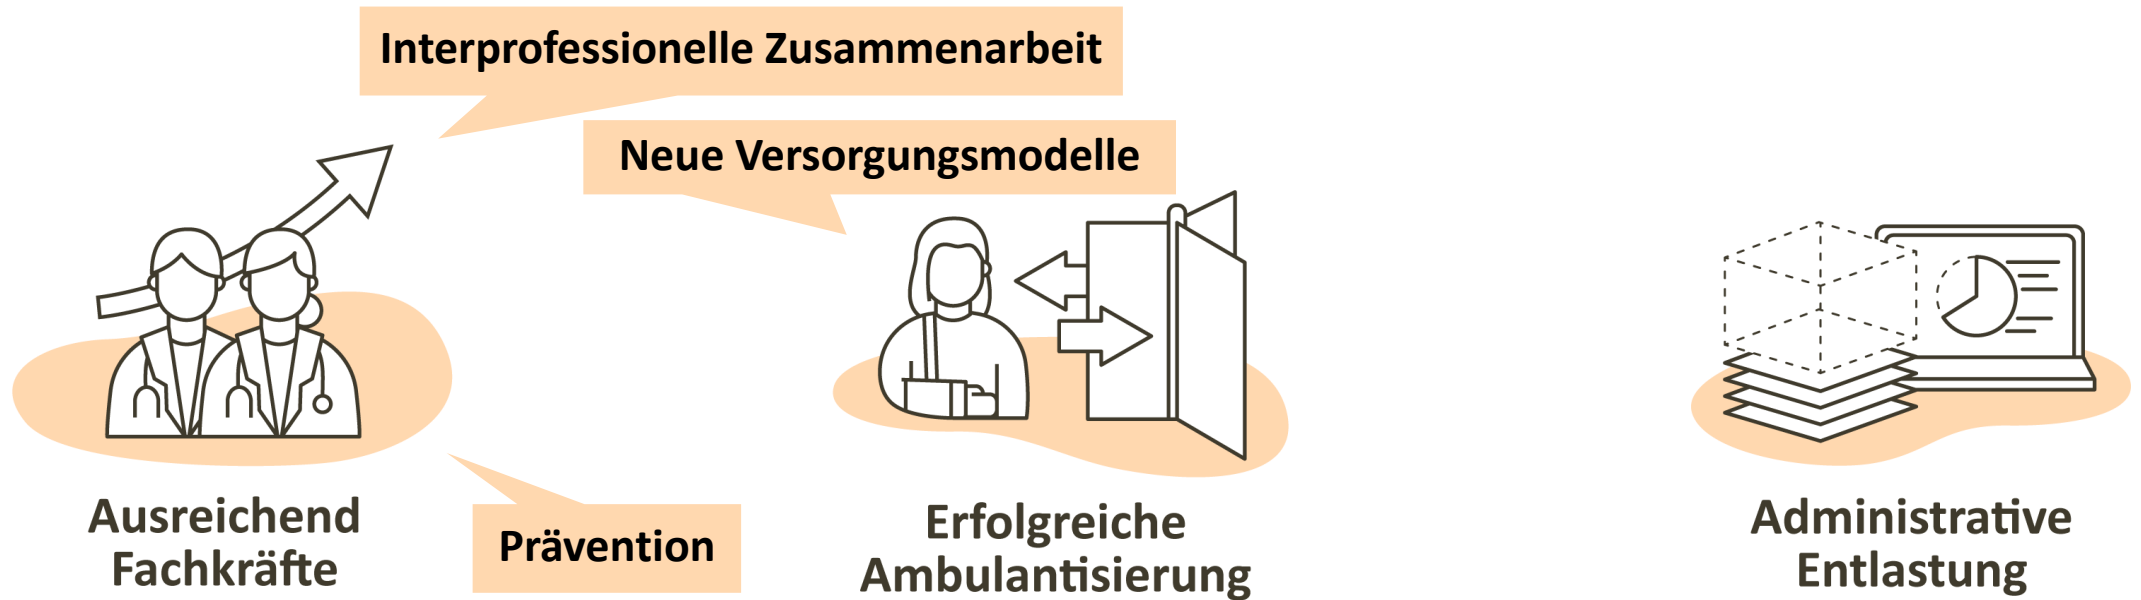 Interprofessionelle Zusammenarbeit
Neue Versorgungsmodelle
Ausreichend
Fachkräfte
Prävention
Erfolgreiche
Ambulantisierung
Administrative
Entlastung